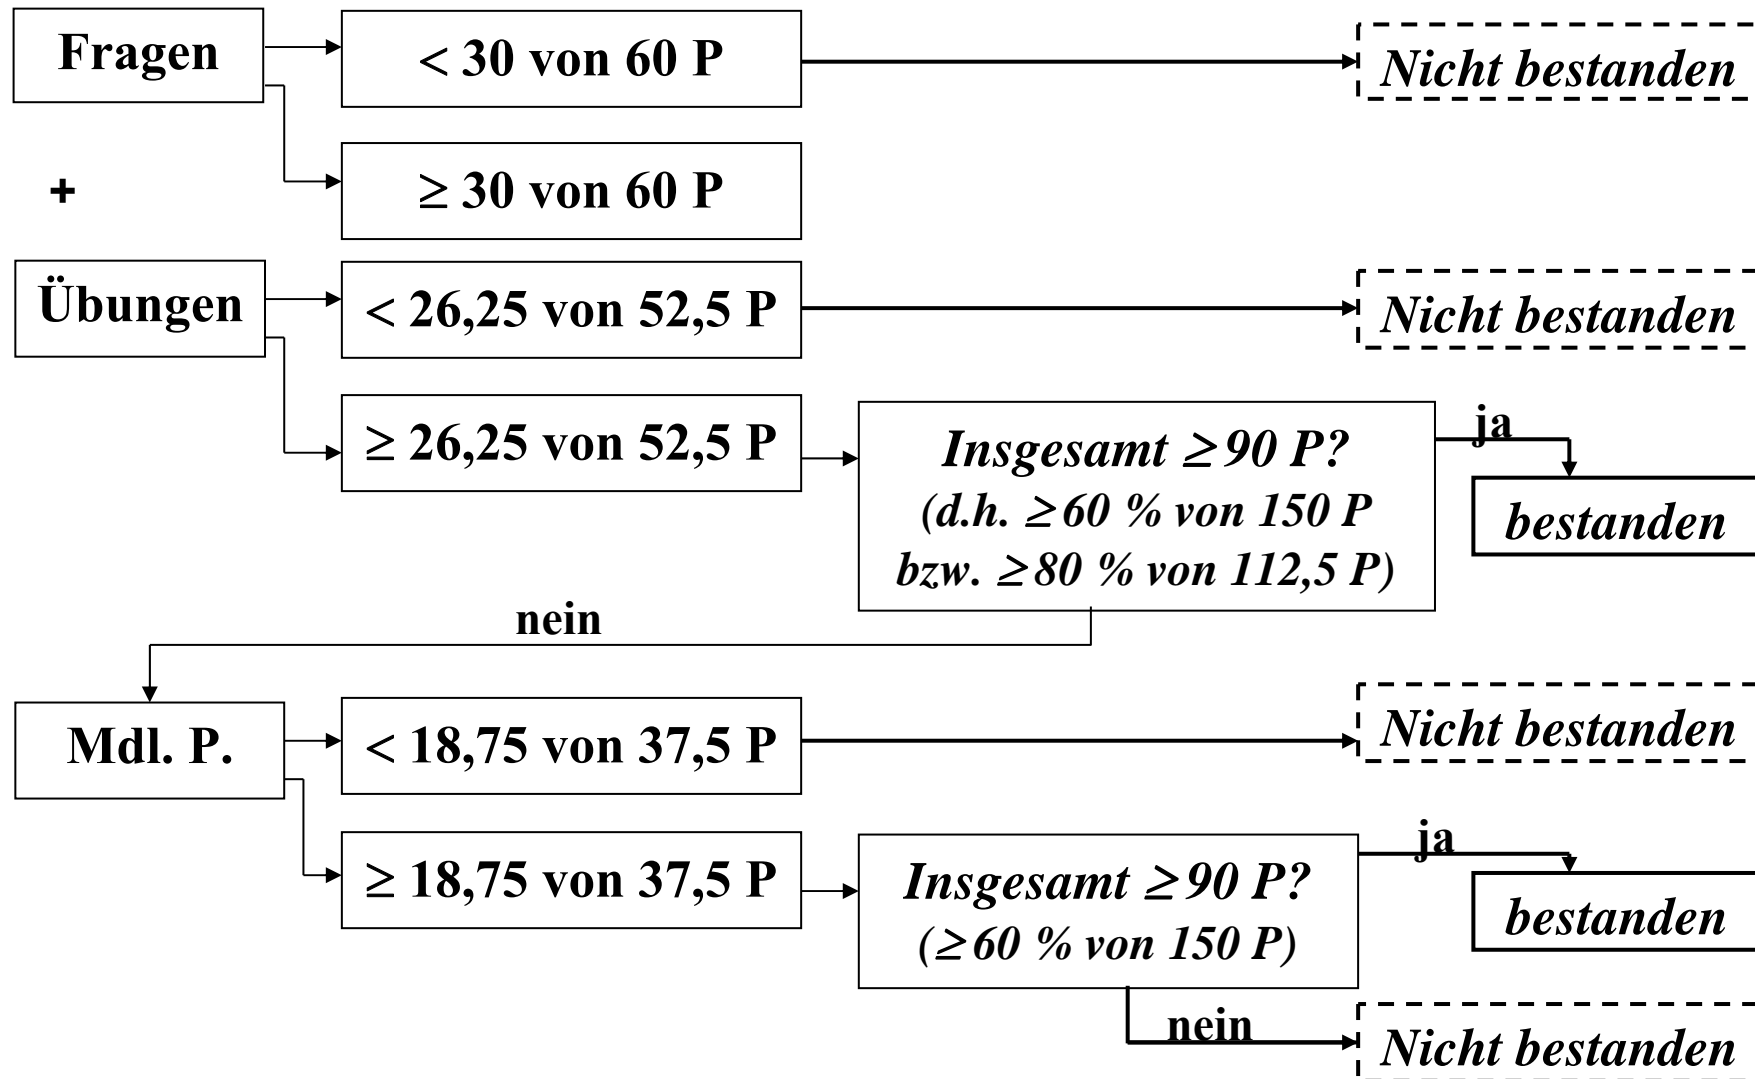 Fragen
< 30 von 60 P
Nicht bestanden
+
≥ 30 von 60 P
Übungen
< 26,25 von 52,5 P
Nicht bestanden
≥ 26,25 von 52,5 P
Insgesamt ≥ 90 P?
(d.h. ≥ 60 % von 150 P
bzw. ≥ 80 % von 112,5 P)
ja
bestanden
nein
Mdl. P.
< 18,75 von 37,5 P
Nicht bestanden
≥ 18,75 von 37,5 P
Insgesamt ≥ 90 P?
(≥ 60 % von 150 P)
ja
bestanden
nein
Nicht bestanden